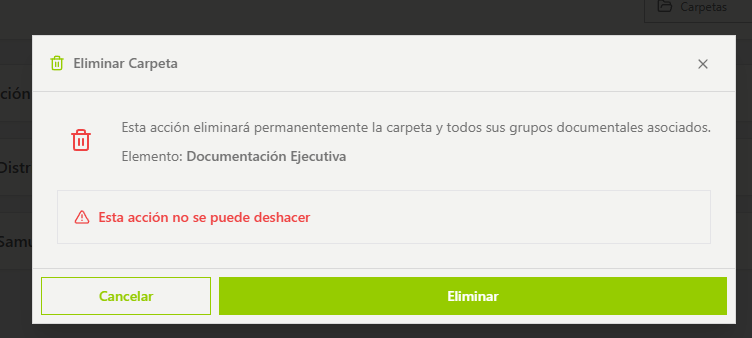 Carpetas
Eliminar Carpeta
ción
Esta acción eliminará permanentemente la carpeta y todos sus grupos documentales asociados.
Elemento: Documentación Ejecutiva
Distr
Esta acción no se puede deshacer
Samu
Cancelar
Eliminar